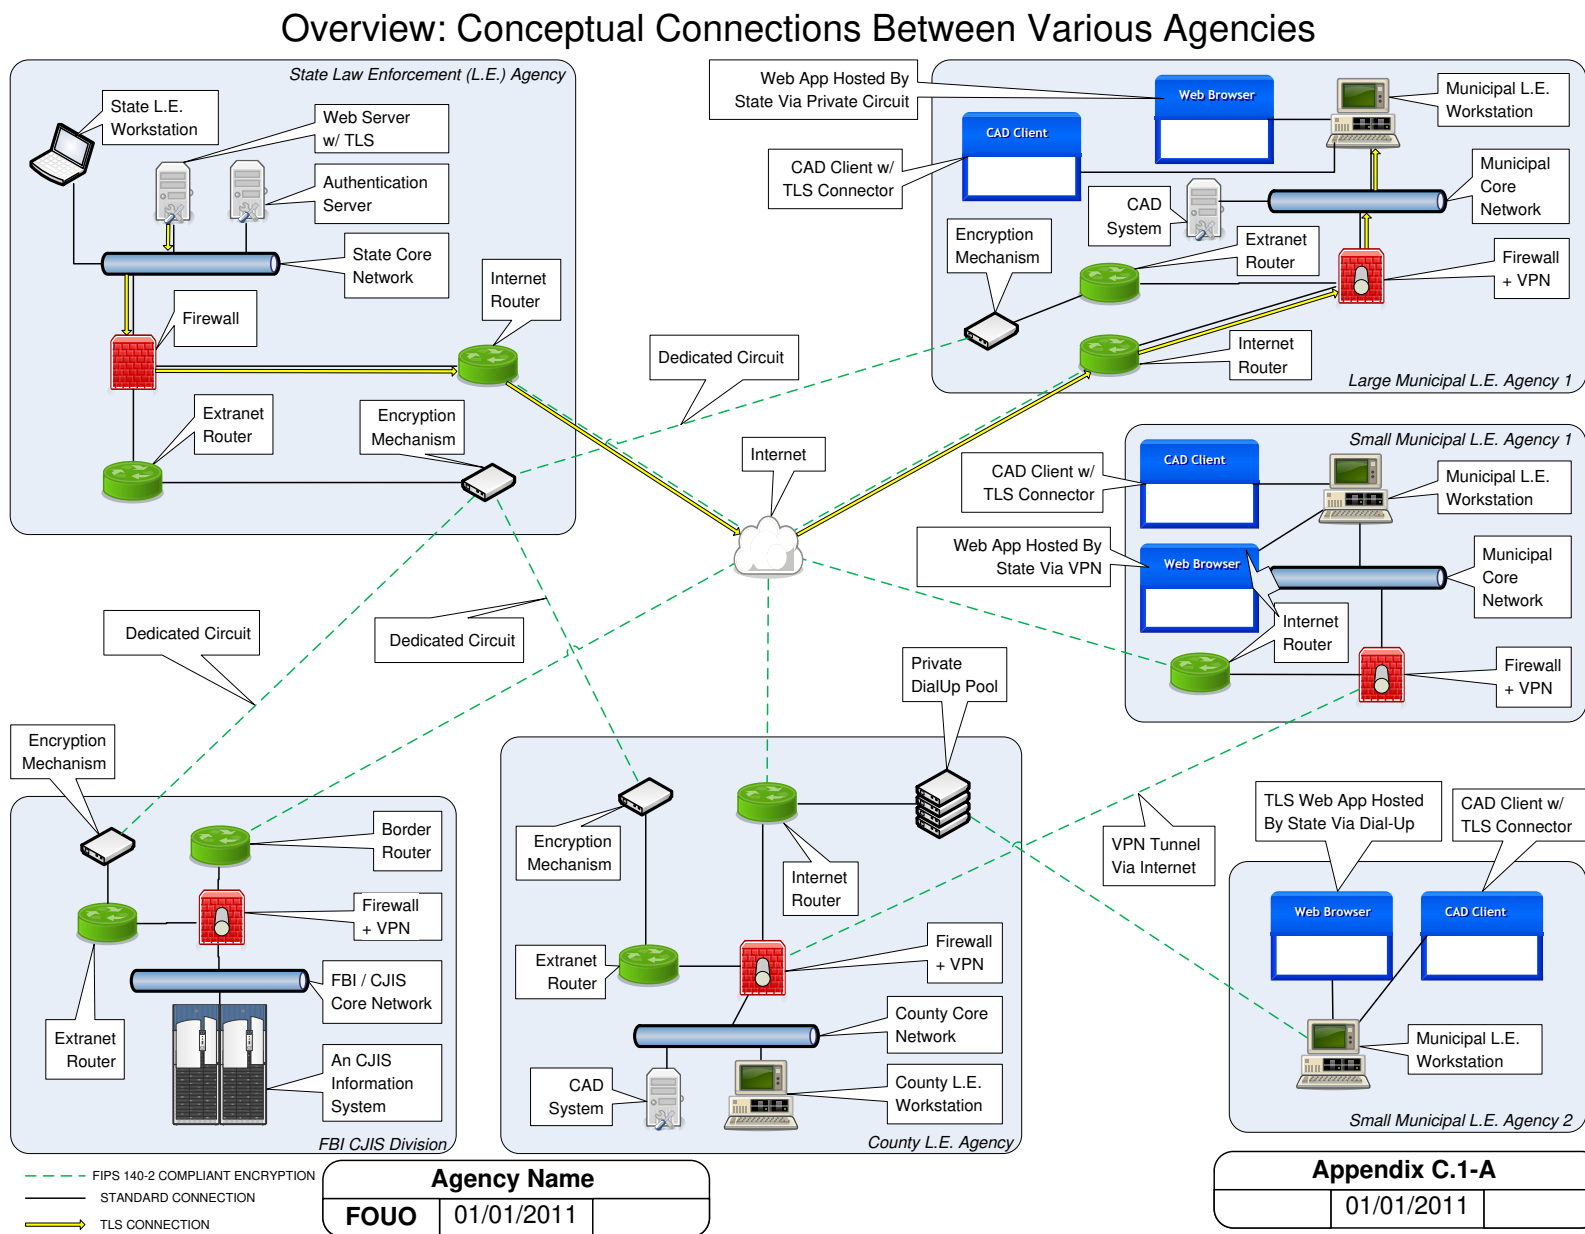 Overview: Conceptual Connections Between Various Agencies
State Law Enforcement (L.E.) Agency
State L.E.
Workstation
Web Server
w/ TLS
Authentication
Server
State Core
Network
Firewall
Internet
Router
Extranet
Router
Encryption
Mechanism
Dedicated Circuit
Internet
Web App Hosted By
State Via Private Circuit
Web Browser
CAD Client
CAD Client w/
TLS Connector
Municipal L.E.
Workstation
Municipal
Core
Network
CAD
System
Encryption
Mechanism
Extranet
Router
Firewall
+ VPN
Internet
Router
Large Municipal L.E. Agency 1
Small Municipal L.E. Agency 1
CAD Client
CAD Client w/
TLS Connector
Municipal L.E.
Workstation
Web App Hosted By
State Via VPN
Web Browser
Municipal
Core
Network
Internet
Router
Firewall
+ VPN
Dedicated Circuit
Dedicated Circuit
Private
DialUp Pool
Encryption
Mechanism
Border
Router
Firewall
+ VPN
FBI / CJIS
Core Network
Extranet
Router
An CJIS
Information
System
FBI CJIS Division
Encryption
Mechanism
Internet
Router
Extranet
Router
Firewall
+ VPN
County Core
Network
CAD
System
County L.E.
Workstation
County L.E. Agency
VPN Tunnel
Via Internet
TLS Web App Hosted
By State Via Dial-Up
CAD Client w/
TLS Connector
Web Browser
CAD Client
Municipal L.E.
Workstation
Small Municipal L.E. Agency 2
FIPS 140-2 COMPLIANT ENCRYPTION
STANDARD CONNECTION
TLS CONNECTION
Agency Name
FOUO 01/01/2011
Appendix C.1-A
01/01/2011